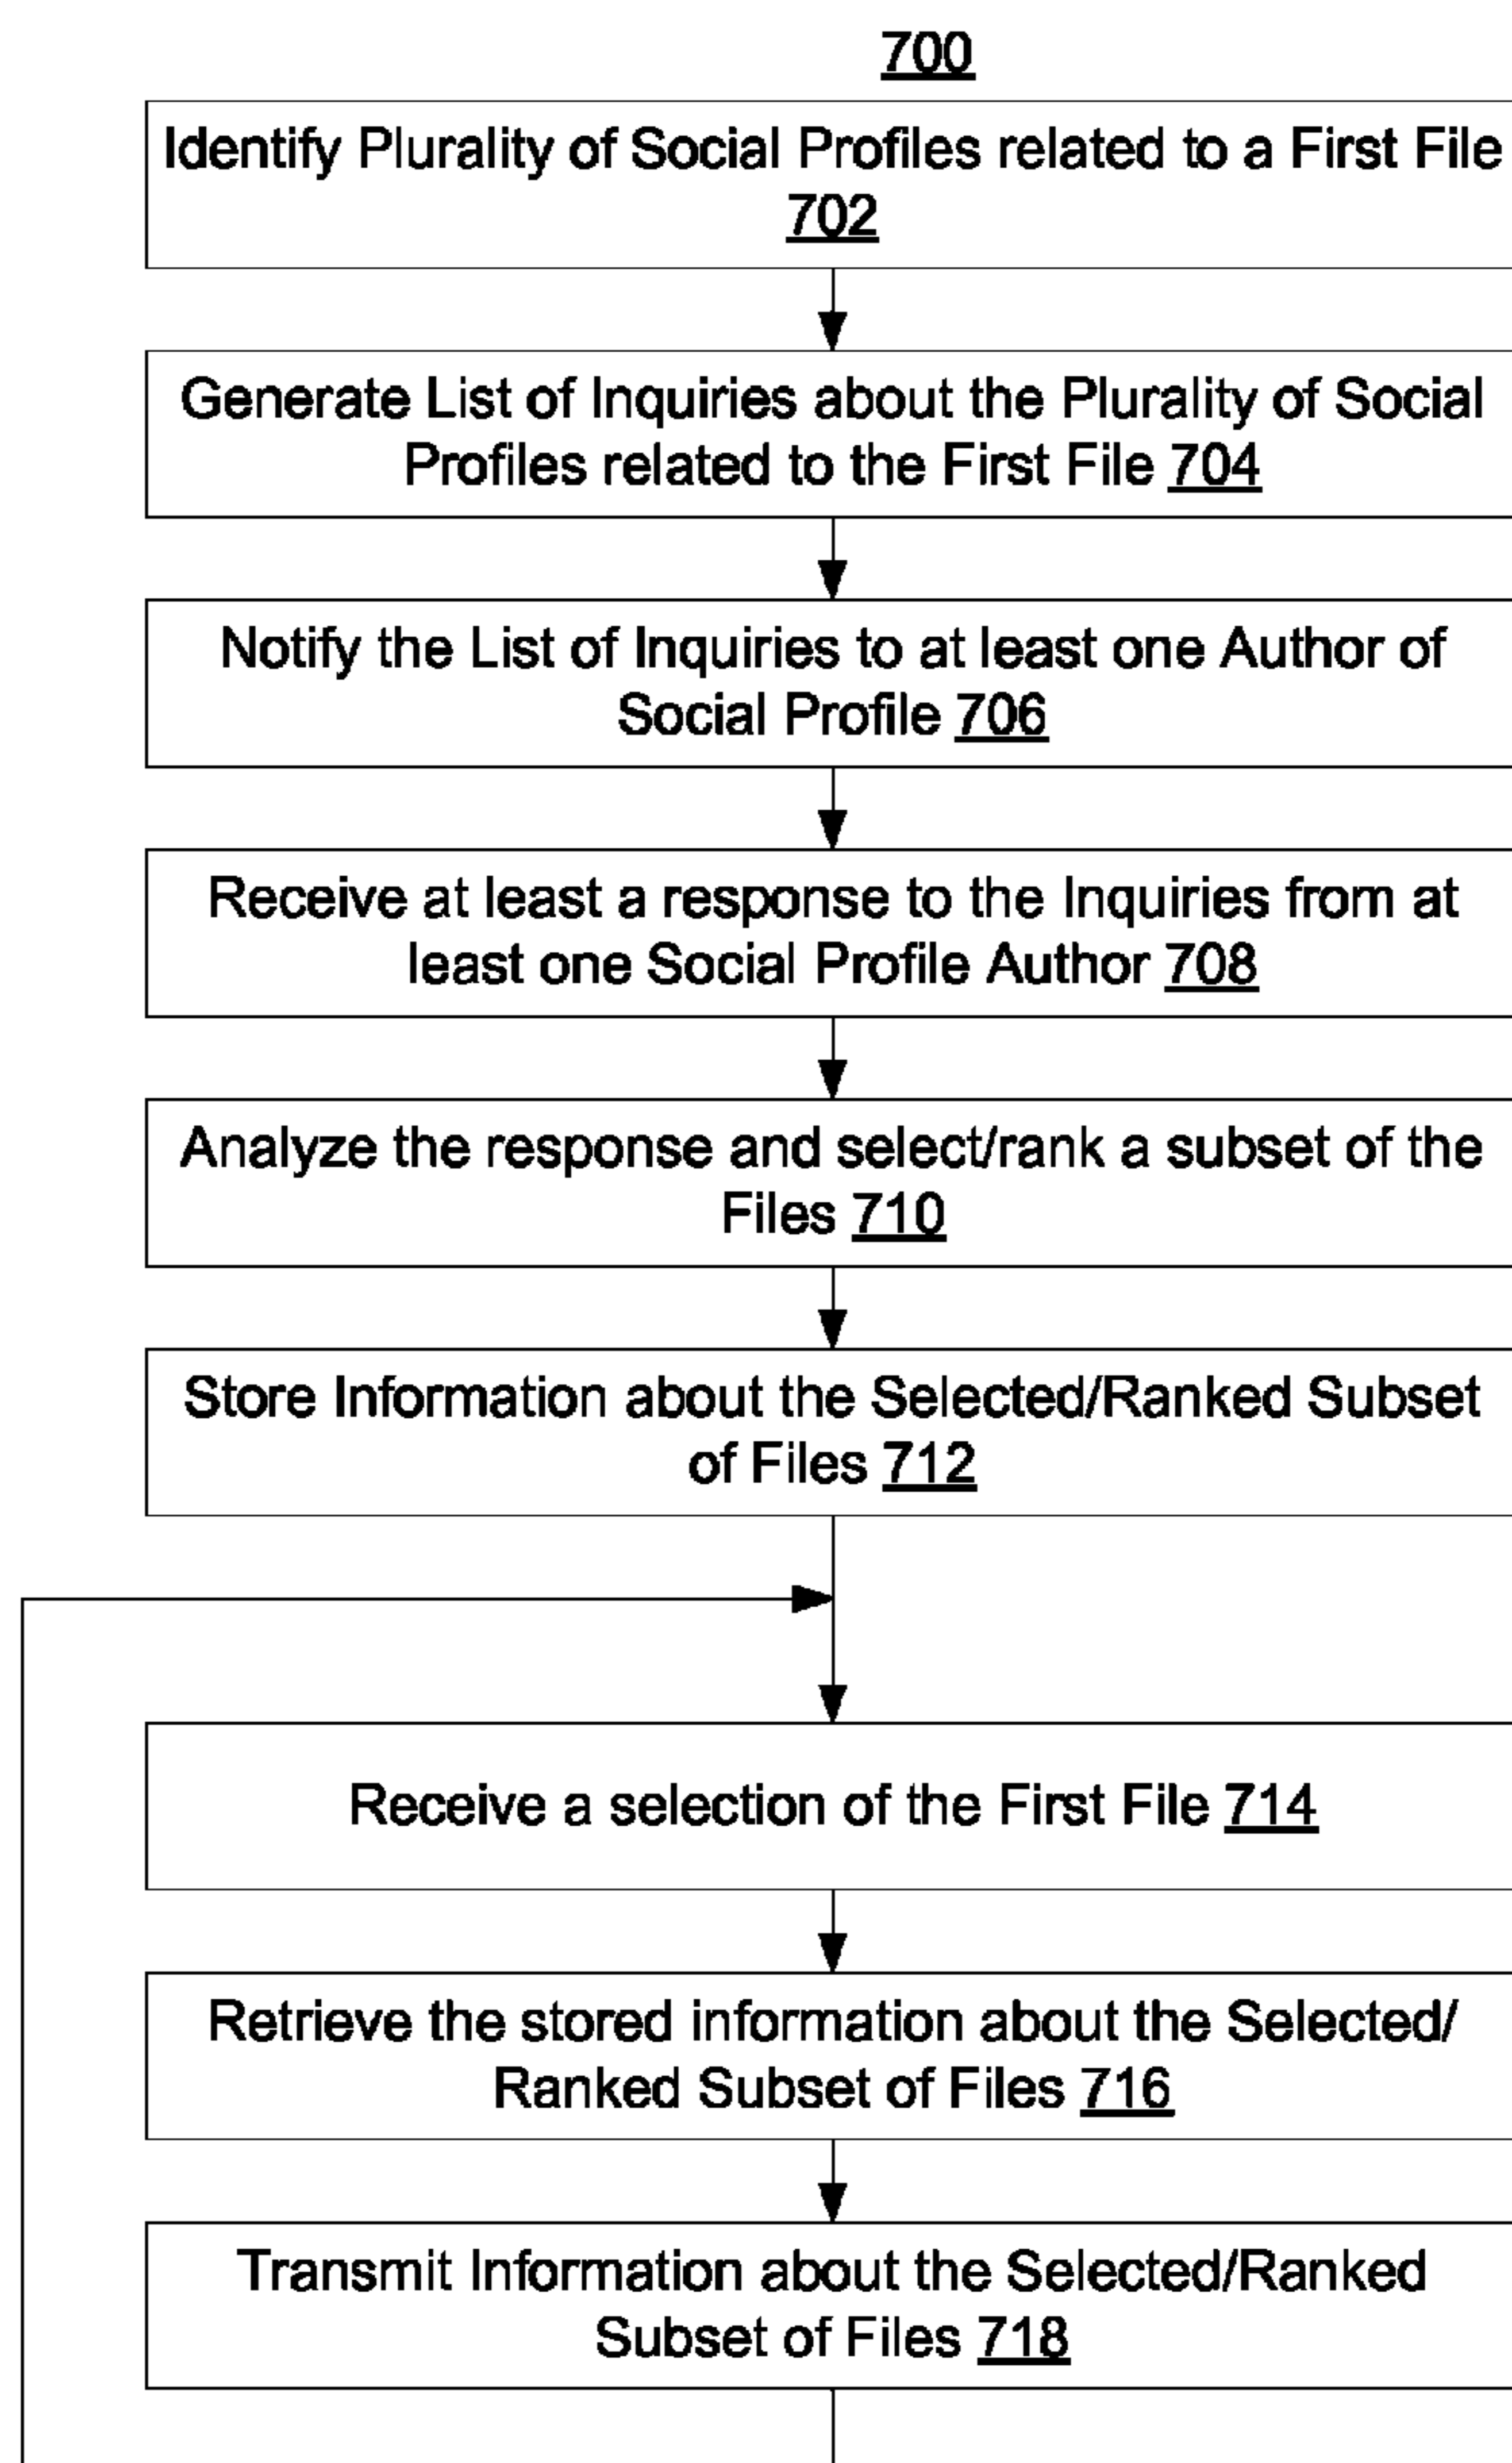 700
Identify Plurality of Social Profiles related to a First File
702
Generate List of Inquiries about the Plurality of Social
Profiles related to the First File 704
Notify the List of Inquiries to at least one Author of
Social Profile 706
Receive at least a response to the Inquiries from at
least one Social Profile Author 708
Analyze the response and select/rank a subset of the
Files 710
Store Information about the Selected/Ranked Subset
of Files 712
Receive a selection of the First File 714
Retrieve the stored information about the Selected/
Ranked Subset of Files 716
Transmit Information about the Selected/Ranked
Subset of Files 718